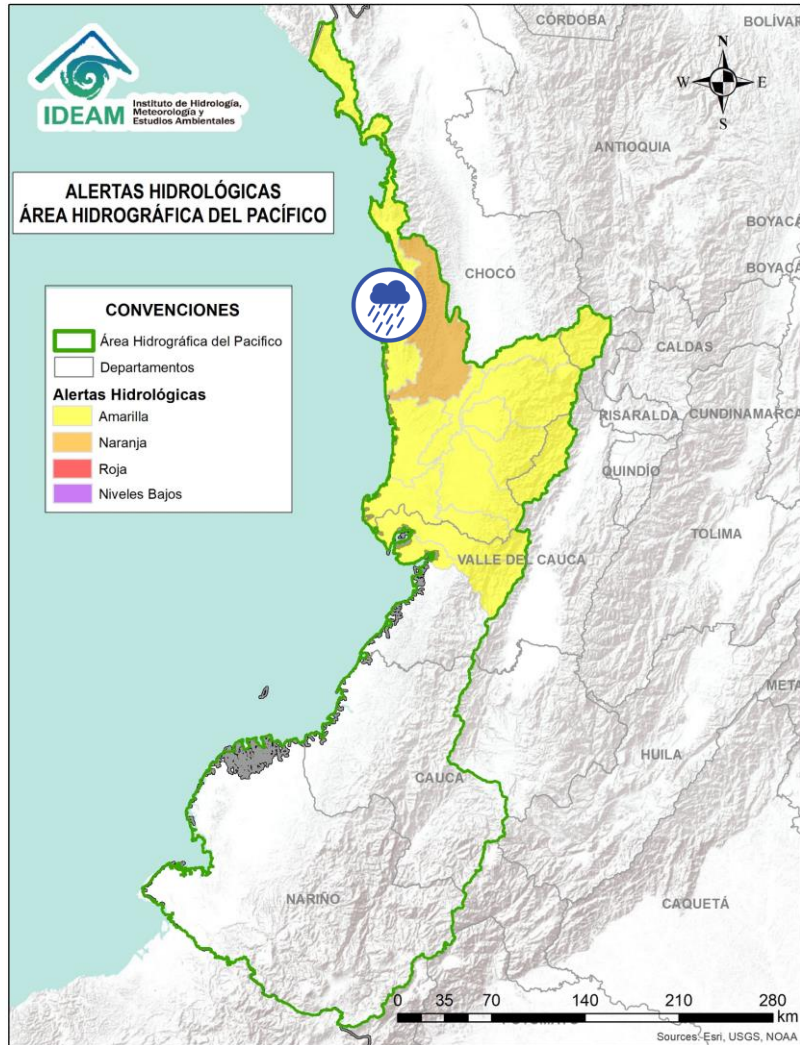 CÓRDOBA
BOLÍVAR
N
W
E
S
IDEAM
Instituto de Hidrología,
Meteorología y
Estudios Ambientales
ANTIOQUIA
ALERTAS HIDROLÓGICAS
ÁREA HIDROGRÁFICA DEL PACÍFICO
BOYACÁ
BOYACÁ
CHOCÓ
CONVENCIONES
Área Hidrográfica del Pacifico
Departamentos
Alertas Hidrológicas
Amarilla
Naranja
Roja
Niveles Bajos
CALDAS
RISARALDA
CUNDINAMARCA
QUINDÍO
TOLIMA
VALLE DEL CAUCA
META
HUILA
CAUCA
NARIÑO
CAQUETÁ
0 35 70 140 210 280
km
Sources: Esri, USGS, NOAA